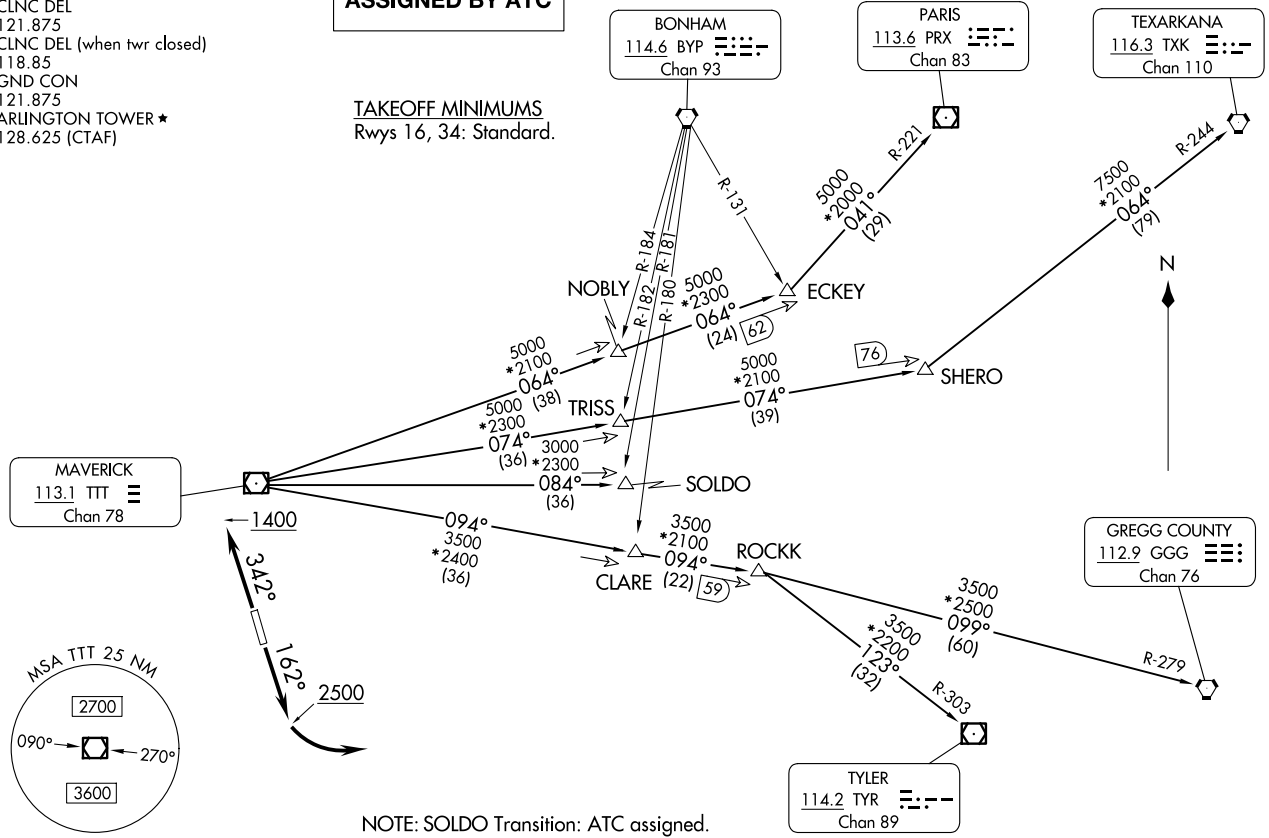 CLNC DEL
121.875
CLNC DEL (when twr closed)
118.85
GND CON
121.875
ARLINGTON TOWER ★
128.625 (CTAF)
ASSIGNED BY ATC
TAKEOFF MINIMUMS
Rwys 16, 34: Standard.
BONHAM
114.6 BYP
Chan 93
PARIS
113.6 PRX
Chan 83
TEXARKANA
116.3 TXK
Chan 110
R-221
R-244
R-131
5000
*2000
041°
(29)
7500
*2100
064°
(79)
R-184
R-182
R-181
R-180
N
NOBLY
5000
*2300
064°
(24)
62
ECKEY
5000
*2100
064°
(38)
5000
*2100
074°
(39)
76
SHERO
TRISS
5000
*2300
074°
(36)
3000
*2300
084°
(36)
SOLDO
MAVERICK
113.1 TTT
Chan 78
1400
342°
162°
2500
094°
3500
*2400
(36)
CLARE
3500
*2100
094°
(22)
59
ROCKK
GREGG COUNTY
112.9 GGG
Chan 76
3500
*2500
099°
(60)
R-279
3500
*2200
123°
(32)
R-303
MSA TTT 25 NM
2700
090°
270°
3600
TYLER
114.2 TYR
Chan 89
NOTE: SOLDO Transition: ATC assigned.